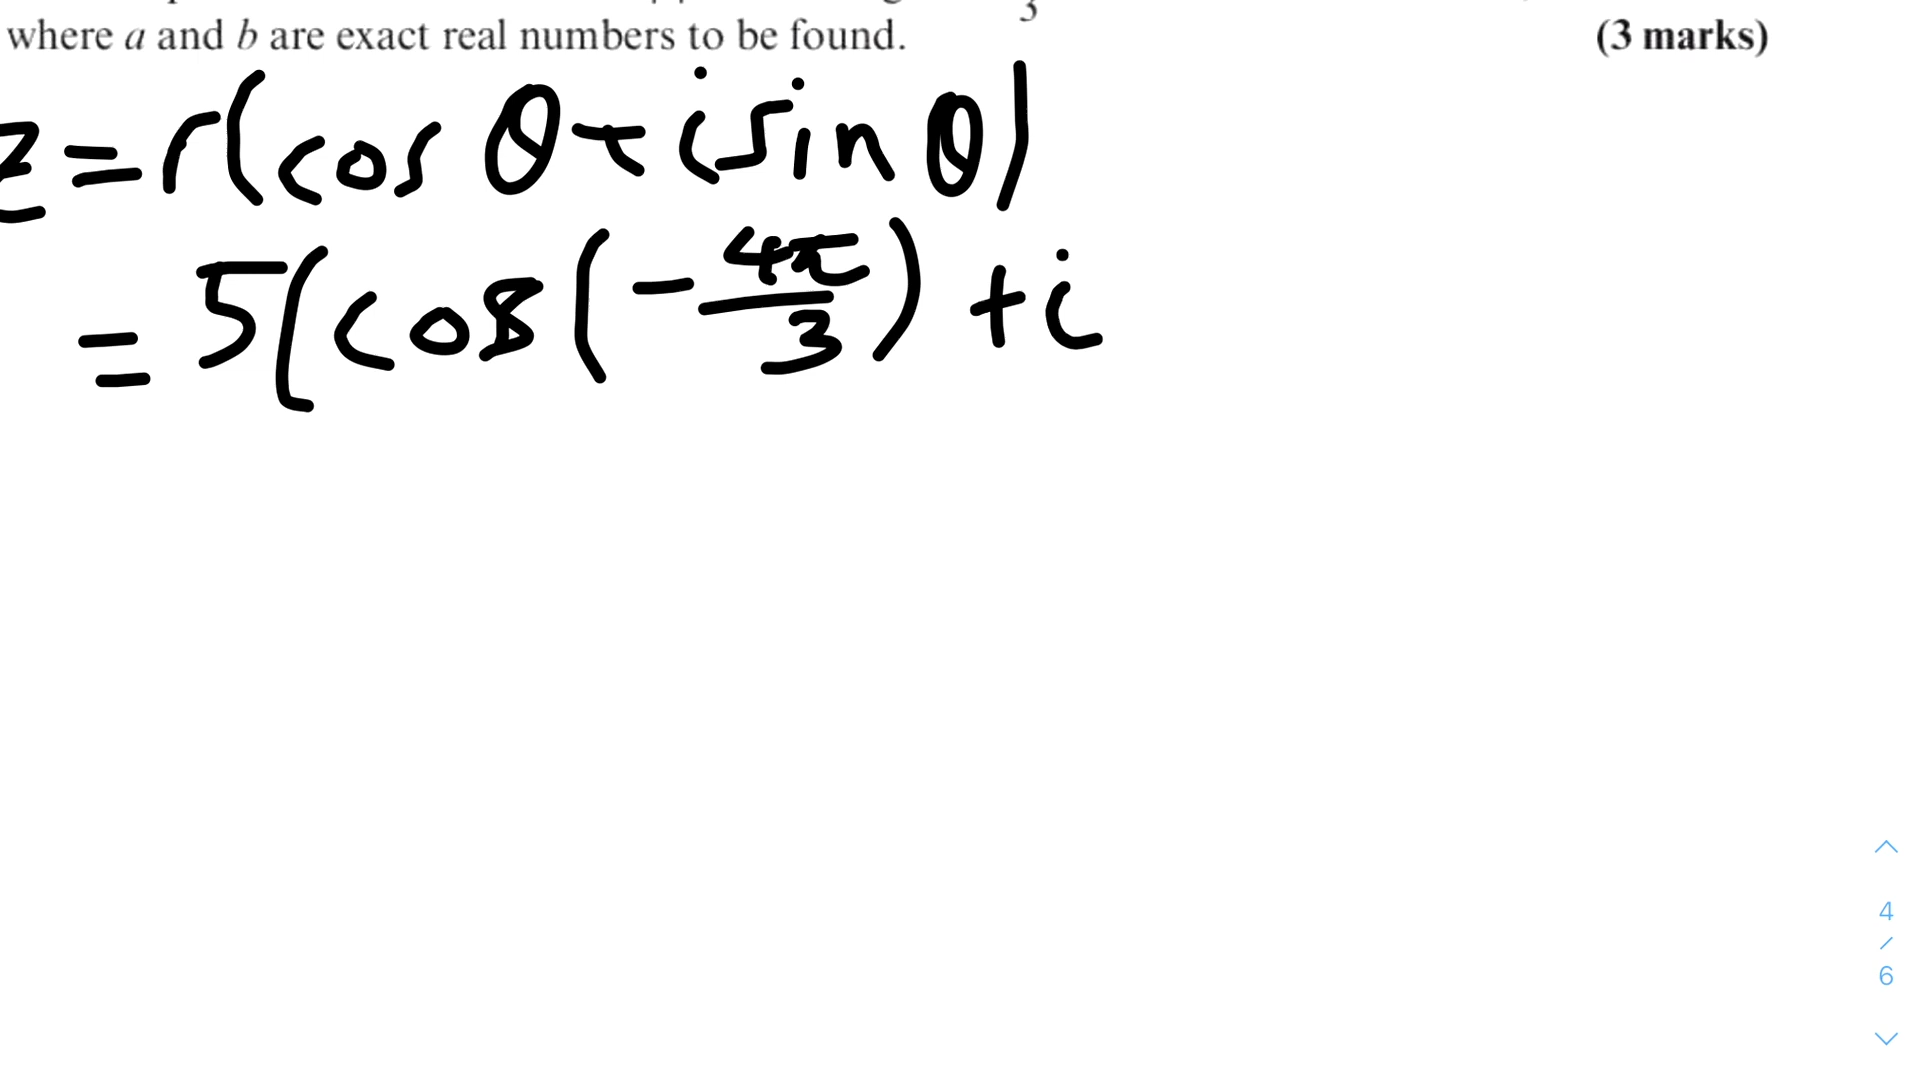 where a and b are exact real numbers to be found. (3 marks)
z = r(cos θ + i sin θ)
= 5(cos(-4π/3) + i
4
/
6